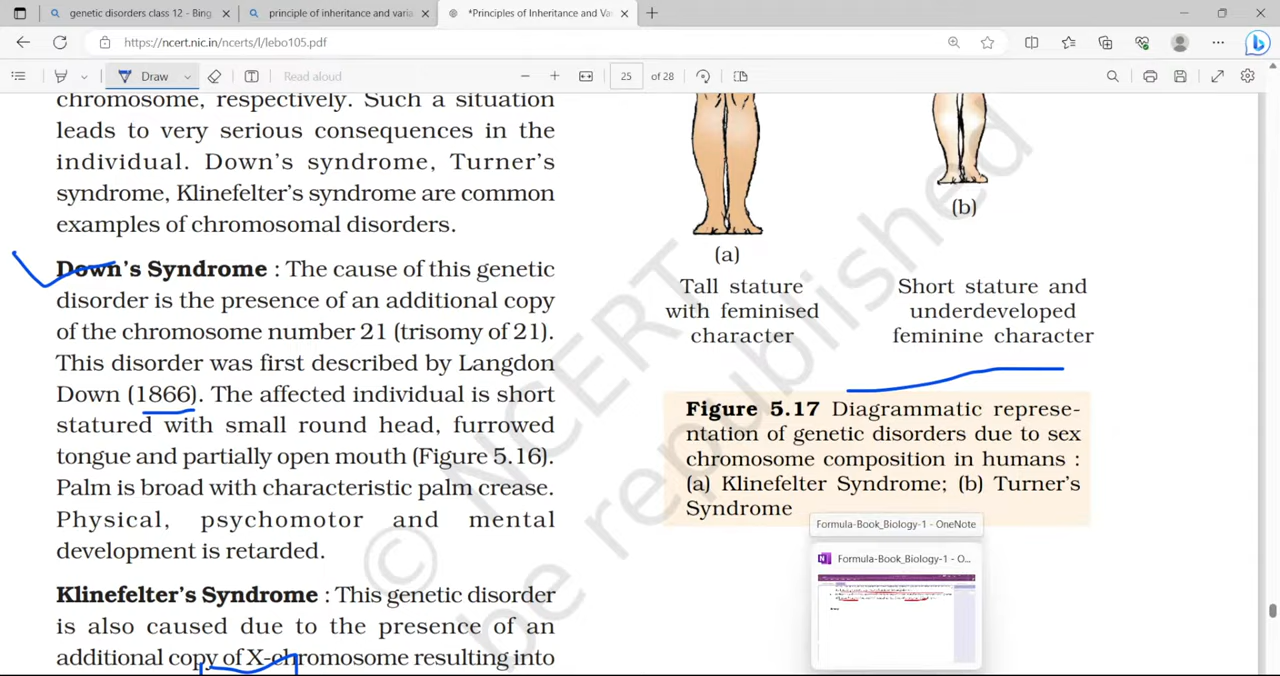 genetic disorders class 12 - Bing
principle of inheritance and varia
*Principles of Inheritance and Va
https://ncert.nic.in/ncerts/l/lebo105.pdf
Draw
Read aloud
25 of 28
chromosome, respectively. Such a situation
leads to very serious consequences in the
individual. Down's syndrome, Turner's
syndrome, Klinefelter's syndrome are common
examples of chromosomal disorders.
Down's Syndrome : The cause of this genetic
disorder is the presence of an additional copy
of the chromosome number 21 (trisomy of 21).
This disorder was first described by Langdon
Down (1866). The affected individual is short
statured with small round head, furrowed
tongue and partially open mouth (Figure 5.16).
Palm is broad with characteristic palm crease.
Physical, psychomotor and mental
development is retarded.
Klinefelter's Syndrome : This genetic disorder
is also caused due to the presence of an
additional copy of X-chromosome resulting into
(a)
(b)
Tall stature
with feminised
character
Short stature and
underdeveloped
feminine character
Figure 5.17 Diagrammatic represe-
ntation of genetic disorders due to sex
chromosome composition in humans :
(a) Klinefelter Syndrome; (b) Turner's
Syndrome
Formula-Book_Biology-1 - OneNote
Formula-Book_Biology-1 - O...
© NCERT
be republished